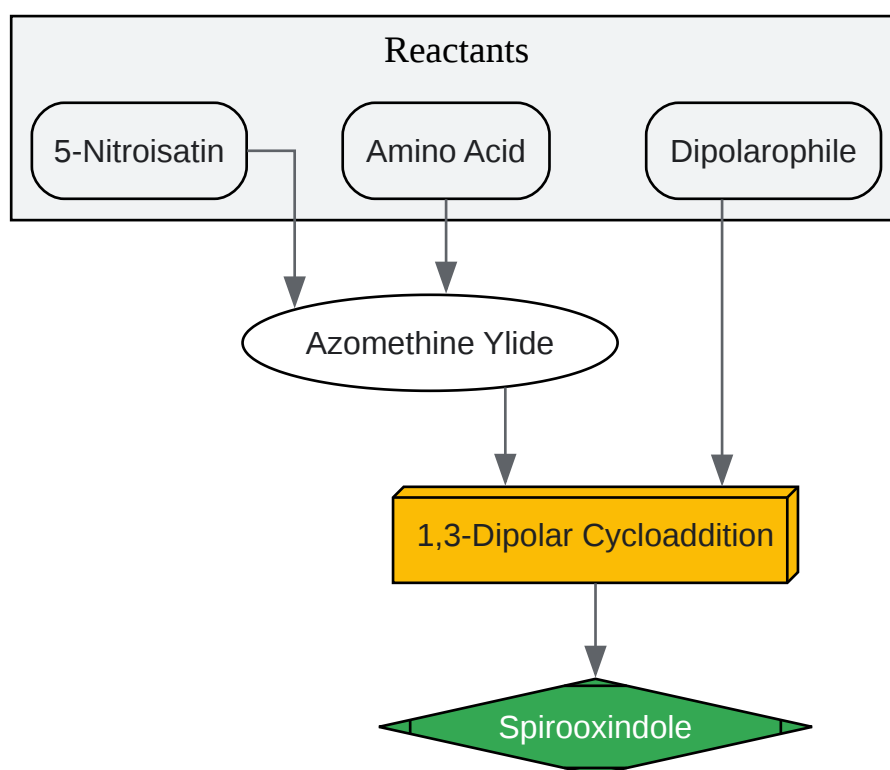 Reactants
5-Nitroisatin
Amino Acid
Dipolarophile
Azomethine Ylide
1,3-Dipolar Cycloaddition
Spirooxindole